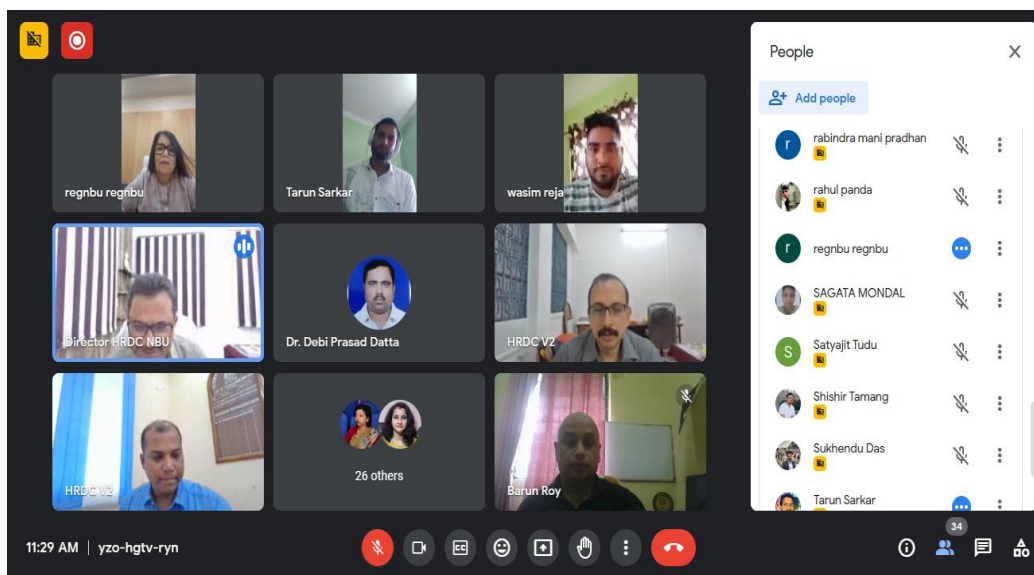 People
Add people
regnbu regnbu
Tarun Sarkar
wasim reja
Director HRDC NBU
Dr. Debi Prasad Datta
HRDC V2
HRDC V2
26 others
Barun Roy
r
rabindra mani pradhan
rahul panda
r
regnbu regnbu
SAGATA MONDAL
S
Satyajit Tudu
Shishir Tamang
Sukhendu Das
Tarun Sarkar
11:29 AM | yzo-hgtv-ryn
CC
34